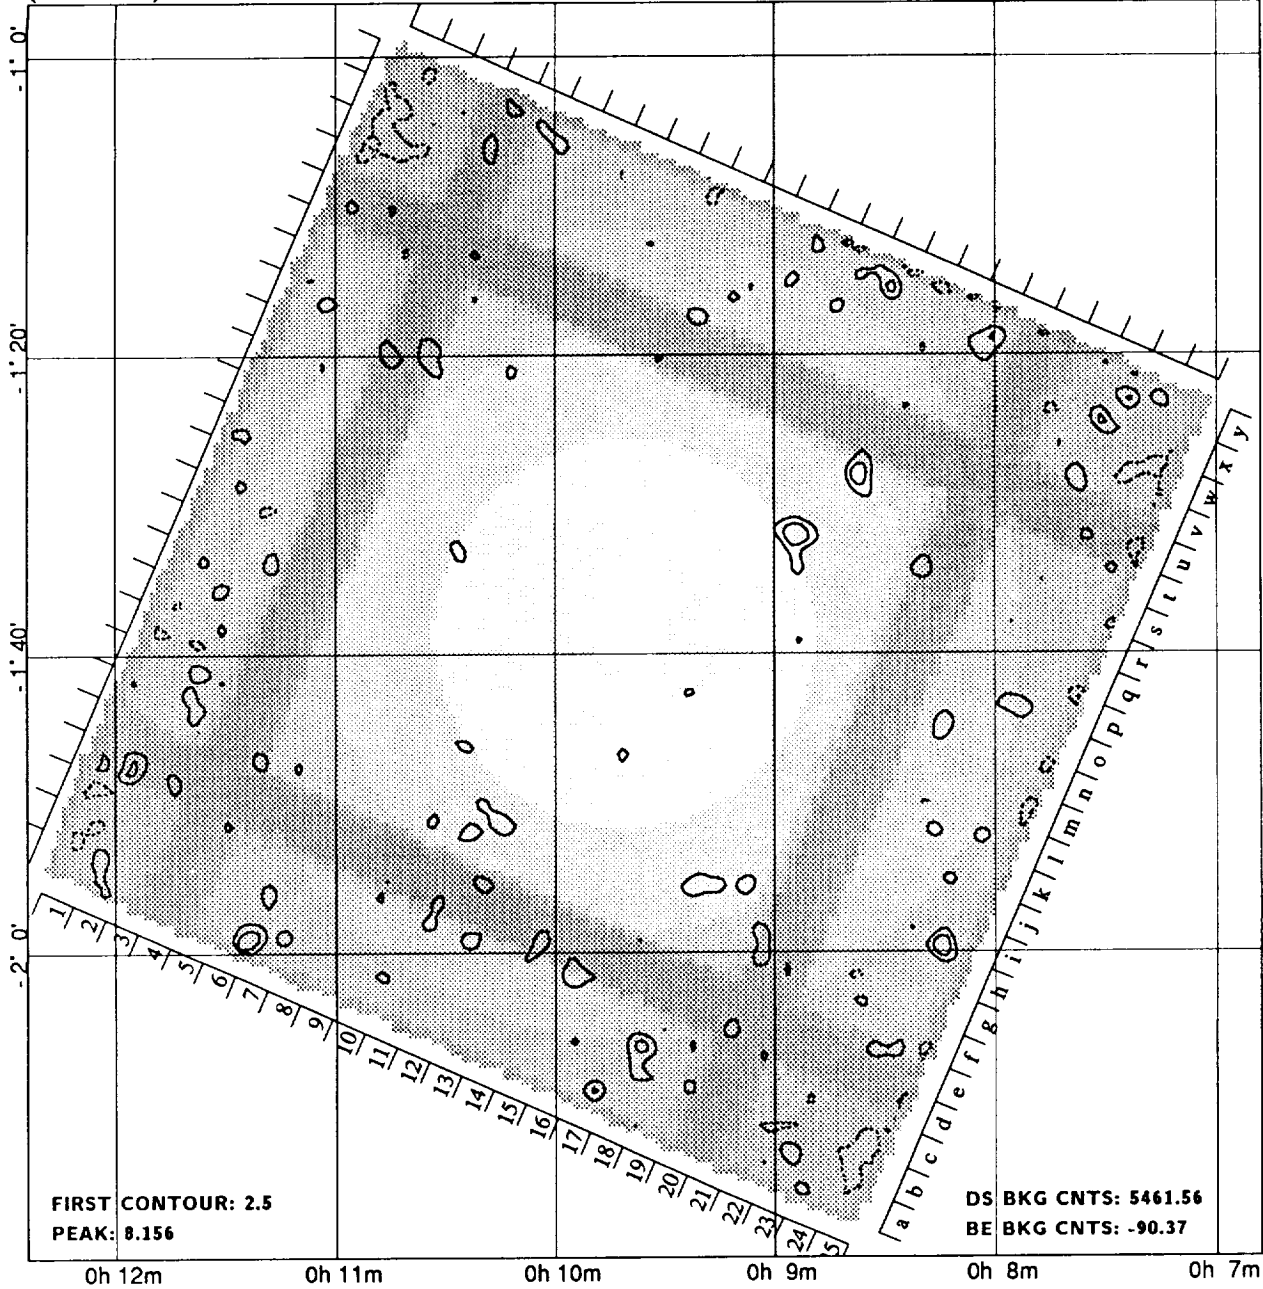 -1° 0'
-1° 20'
-1° 40'
-2° 0'
1 2 3 4 5 6 7 8 9 10 11 12 13 14 15 16 17 18 19 20 21 22 23 24 25
a b c d e f g h i j k l m n o p q r s t u v w x y
FIRST CONTOUR: 2.5
PEAK: 8.156
DS BKG CNTS: 5461.56
BE BKG CNTS: -90.37
0h 12m 0h 11m 0h 10m 0h 9m 0h 8m 0h 7m